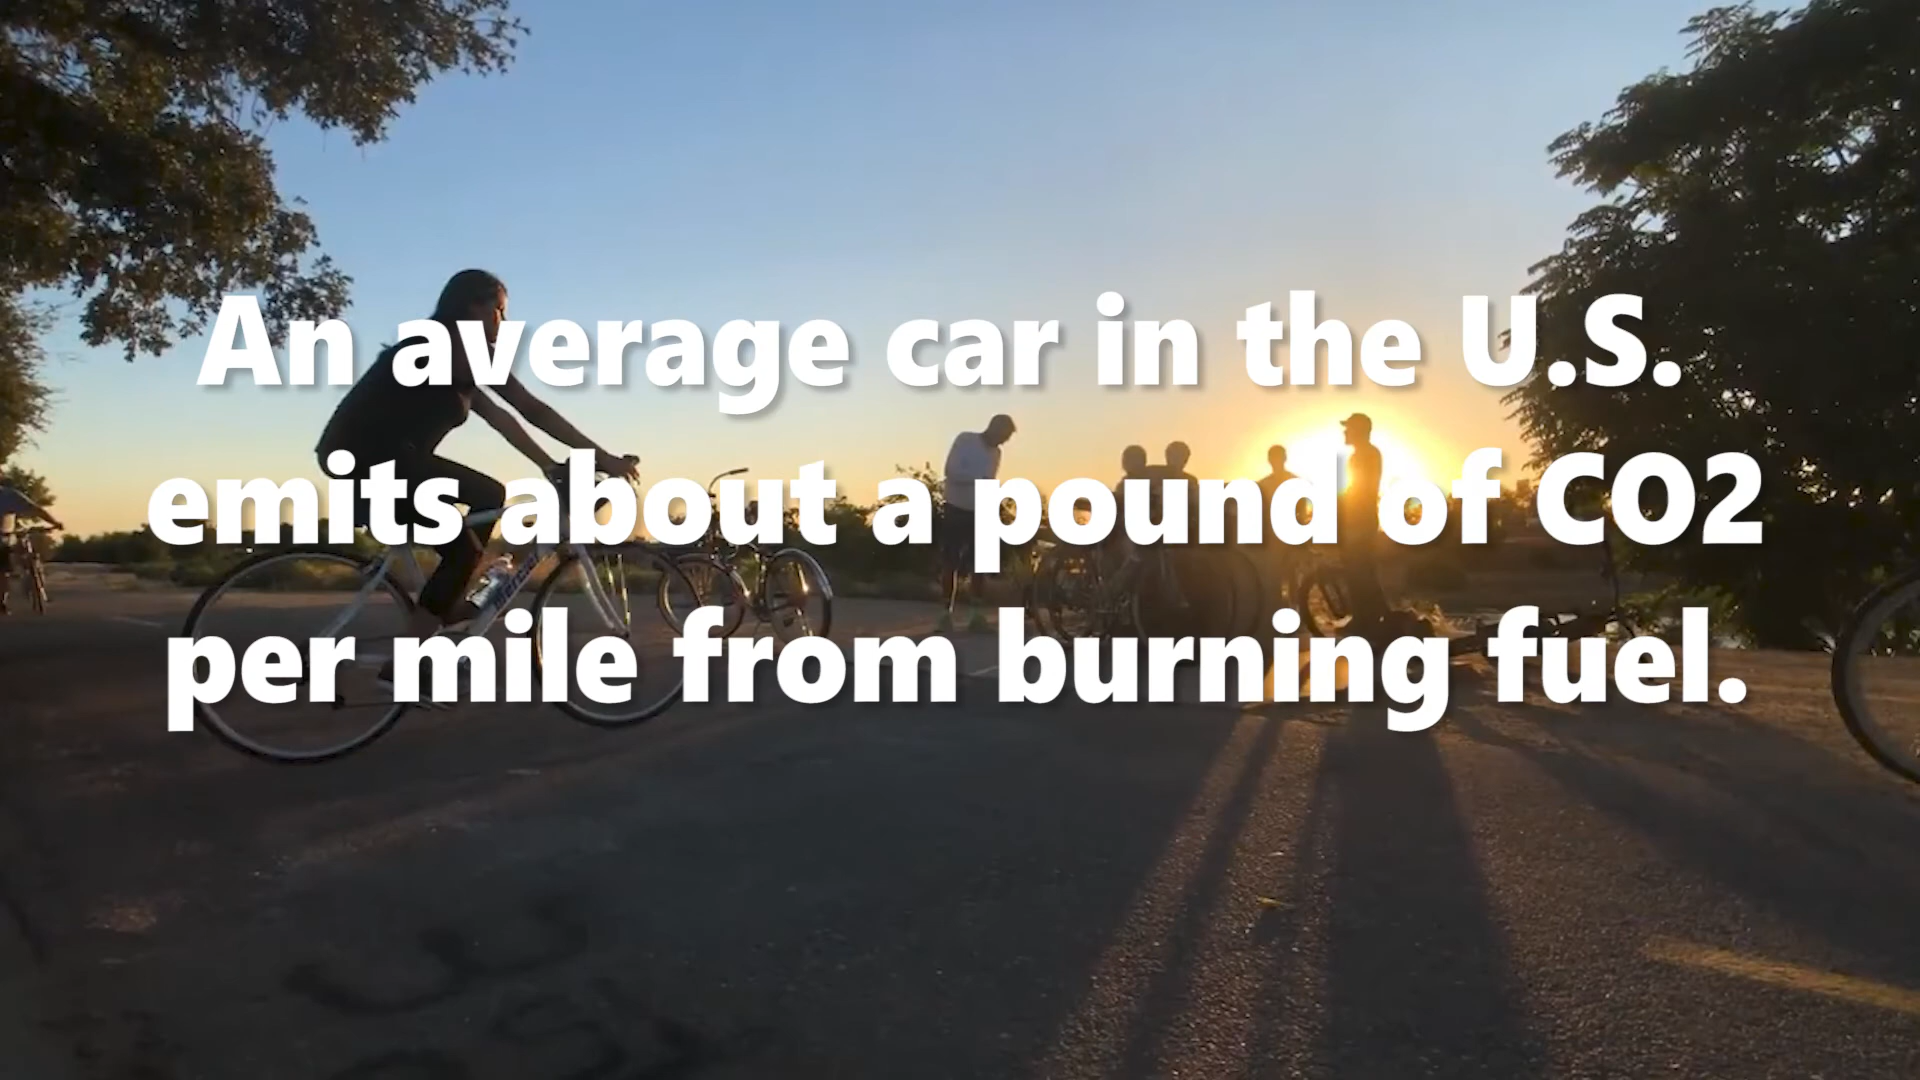 An average car in the U.S.
emits about a pound of CO2
per mile from burning fuel.